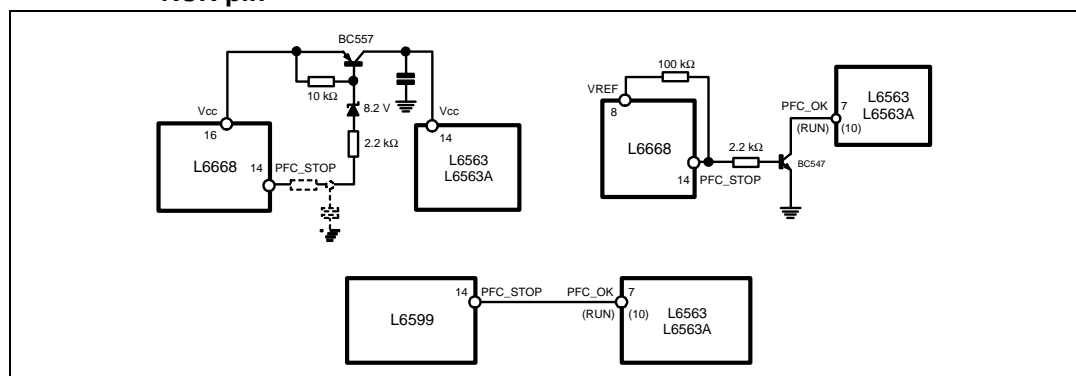 BC557
10 kΩ
8.2 V
Vcc
16
2.2 kΩ
Vcc
14
L6668
14
PFC_STOP
L6563
L6563A
100 kΩ
VREF
8
L6668
14
PFC_STOP
2.2 kΩ
BC547
PFC_OK
(RUN)
7
(10)
L6563
L6563A
L6599
14
PFC_STOP
PFC_OK
(RUN)
7
(10)
L6563
L6563A